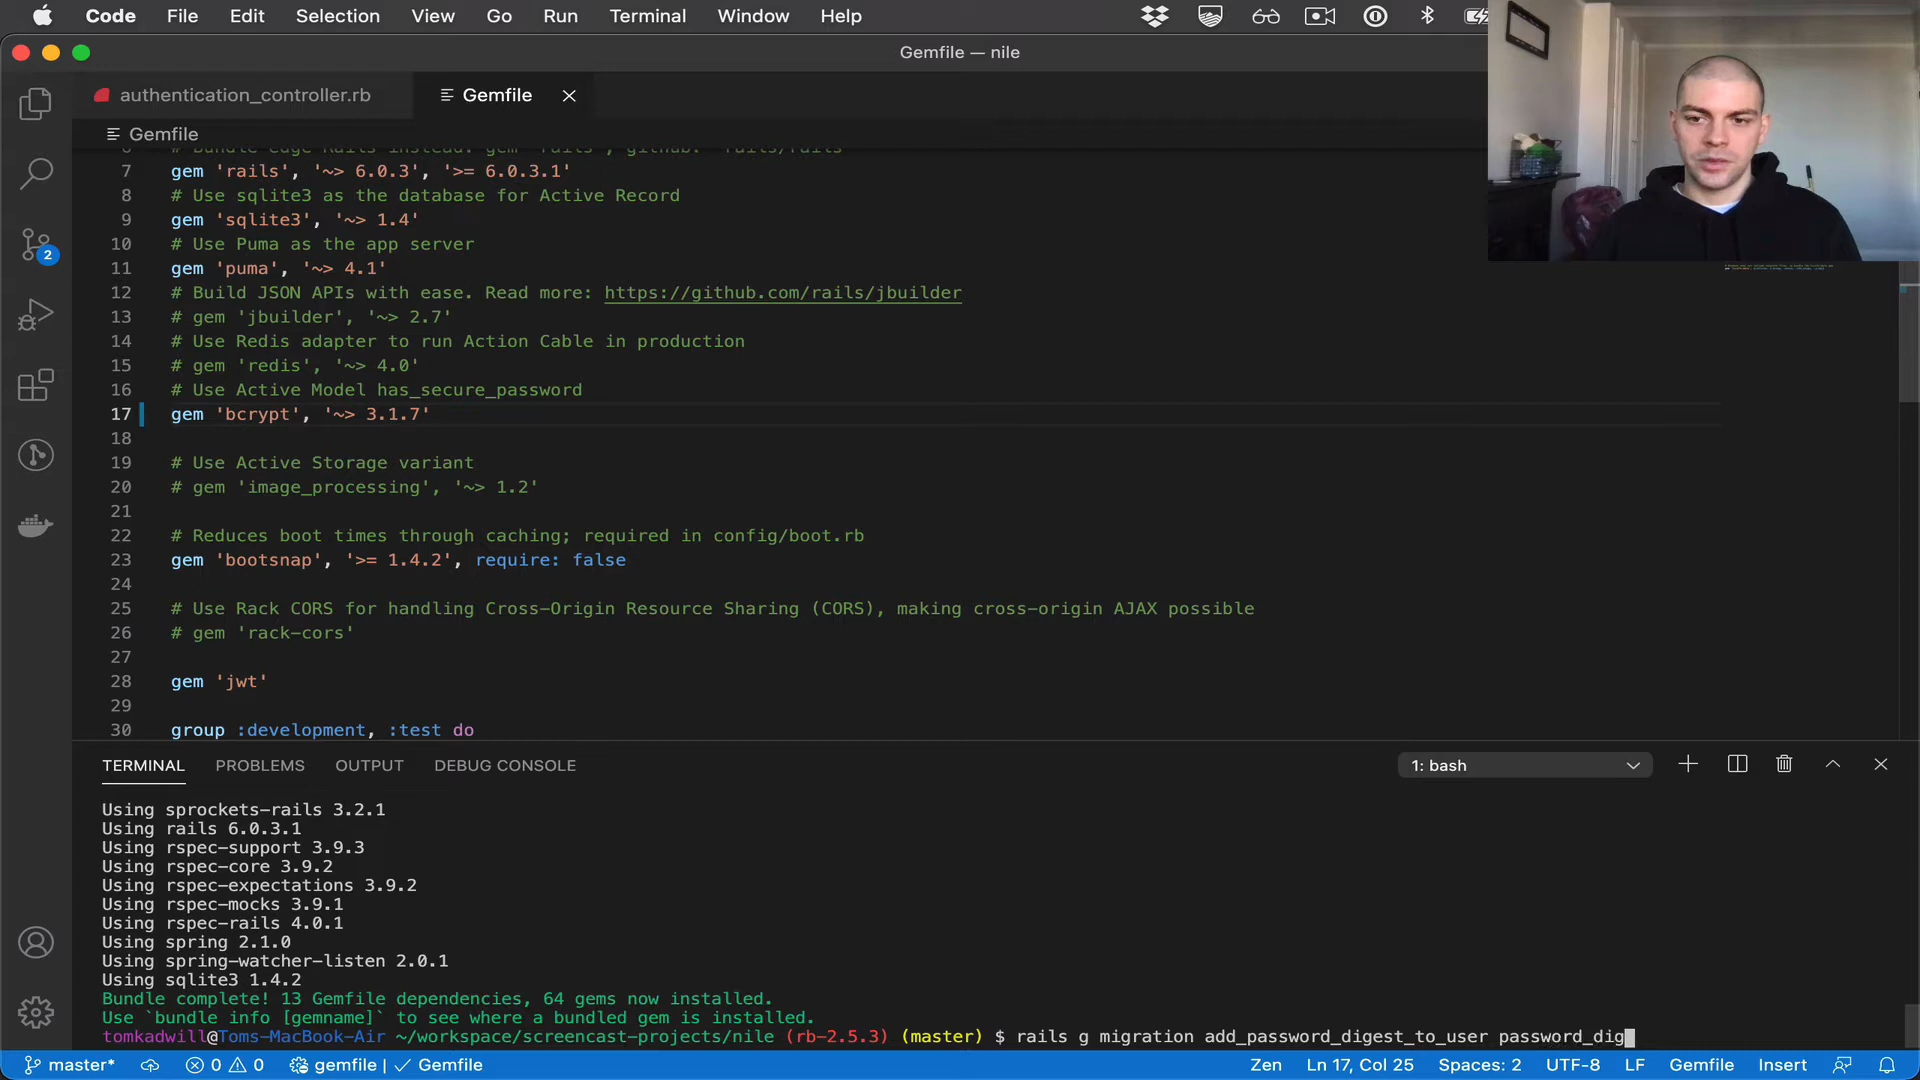 Code File Edit Selection View Go Run Terminal Window Help
Gemfile — nile
authentication_controller.rb Gemfile
Gemfile
6 # Bundle edge Rails instead: gem 'rails', github: 'rails/rails'
7 gem 'rails', '~> 6.0.3', '>= 6.0.3.1'
8 # Use sqlite3 as the database for Active Record
9 gem 'sqlite3', '~> 1.4'
10 # Use Puma as the app server
11 gem 'puma', '~> 4.1'
12 # Build JSON APIs with ease. Read more: https://github.com/rails/jbuilder
13 # gem 'jbuilder', '~> 2.7'
14 # Use Redis adapter to run Action Cable in production
15 # gem 'redis', '~> 4.0'
16 # Use Active Model has_secure_password
17 gem 'bcrypt', '~> 3.1.7'
18
19 # Use Active Storage variant
20 # gem 'image_processing', '~> 1.2'
21
22 # Reduces boot times through caching; required in config/boot.rb
23 gem 'bootsnap', '>= 1.4.2', require: false
24
25 # Use Rack CORS for handling Cross-Origin Resource Sharing (CORS), making cross-origin AJAX possible
26 # gem 'rack-cors'
27
28 gem 'jwt'
29
30 group :development, :test do
2
TERMINAL PROBLEMS OUTPUT DEBUG CONSOLE 1: bash
Using sprockets-rails 3.2.1
Using rails 6.0.3.1
Using rspec-support 3.9.3
Using rspec-core 3.9.2
Using rspec-expectations 3.9.2
Using rspec-mocks 3.9.1
Using rspec-rails 4.0.1
Using spring 2.1.0
Using spring-watcher-listen 2.0.1
Using sqlite3 1.4.2
Bundle complete! 13 Gemfile dependencies, 64 gems now installed.
Use `bundle info [gemname]` to see where a bundled gem is installed.
tomkadwill@Toms-MacBook-Air ~/workspace/screencast-projects/nile (rb-2.5.3) (master) $ rails g migration add_password_digest_to_user password_dig
master* 0 0 gemfile | ✓ Gemfile Zen Ln 17, Col 25 Spaces: 2 UTF-8 LF Gemfile Insert